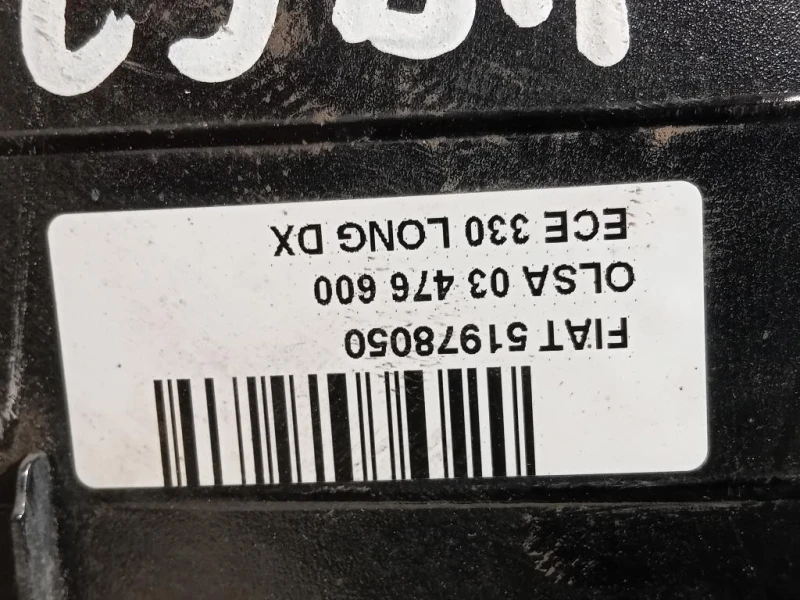 FIAT 51978050
OLSA 03 476 600
ECE 330 LONG DX